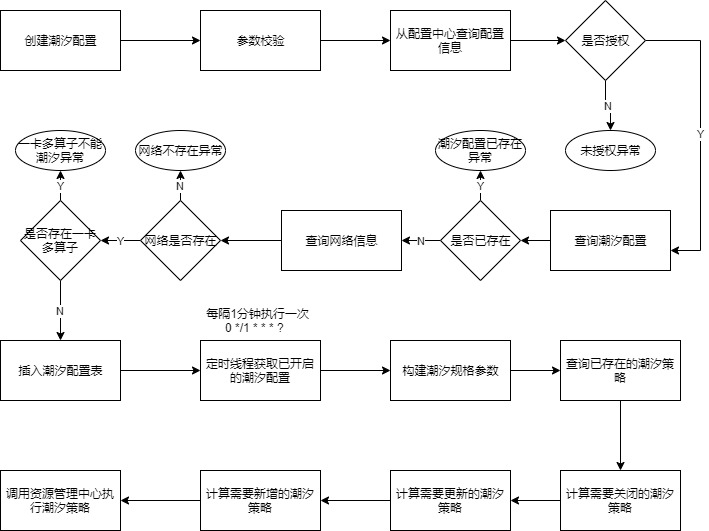 创建潮汐配置
参数校验
从配置中心查询配置
信息
是否授权
N
Y
未授权异常
一卡多算子不能
潮汐异常
网络不存在异常
潮汐配置已存在
异常
Y
N
Y
是否存在一卡
多算子
Y
网络是否存在
查询网络信息
N
是否已存在
查询潮汐配置
N
每隔1分钟执行一次
0 */1 * * * ?
插入潮汐配置表
定时线程获取已开启
的潮汐配置
构建潮汐规格参数
查询已存在的潮汐策
略
调用资源管理中心执
行潮汐策略
计算需要新增的潮汐
策略
计算需要更新的潮汐
策略
计算需要关闭的潮汐
策略